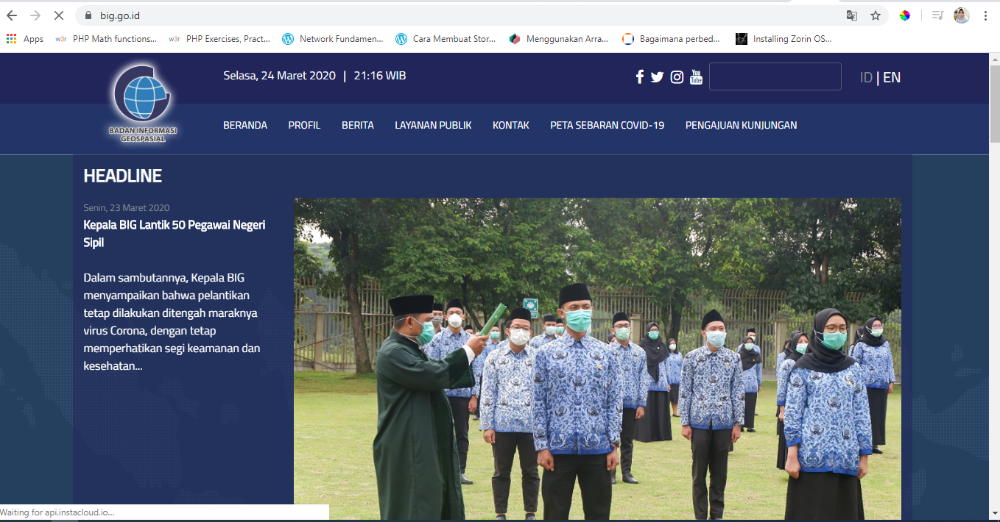 big.go.id
Apps
PHP Math functions...
PHP Exercises, Pract...
Network Fundamen...
Cara Membuat Stor...
Menggunakan Arra...
Bagaimana perbed...
Installing Zorin OS...
Selasa, 24 Maret 2020 | 21:16 WIB
You
Tube
ID | EN
BADAN INFORMASI
GEOSPASIAL
BERANDA
PROFIL
BERITA
LAYANAN PUBLIK
KONTAK
PETA SEBARAN COVID-19
PENGAJUAN KUNJUNGAN
HEADLINE
Senin, 23 Maret 2020
Kepala BIG Lantik 50 Pegawai Negeri
Sipil
Dalam sambutannya, Kepala BIG
menyampaikan bahwa pelantikan
tetap dilakukan ditengah maraknya
virus Corona, dengan tetap
memperhatikan segi keamanan dan
kesehatan...
Waiting for api.instacloud.io...